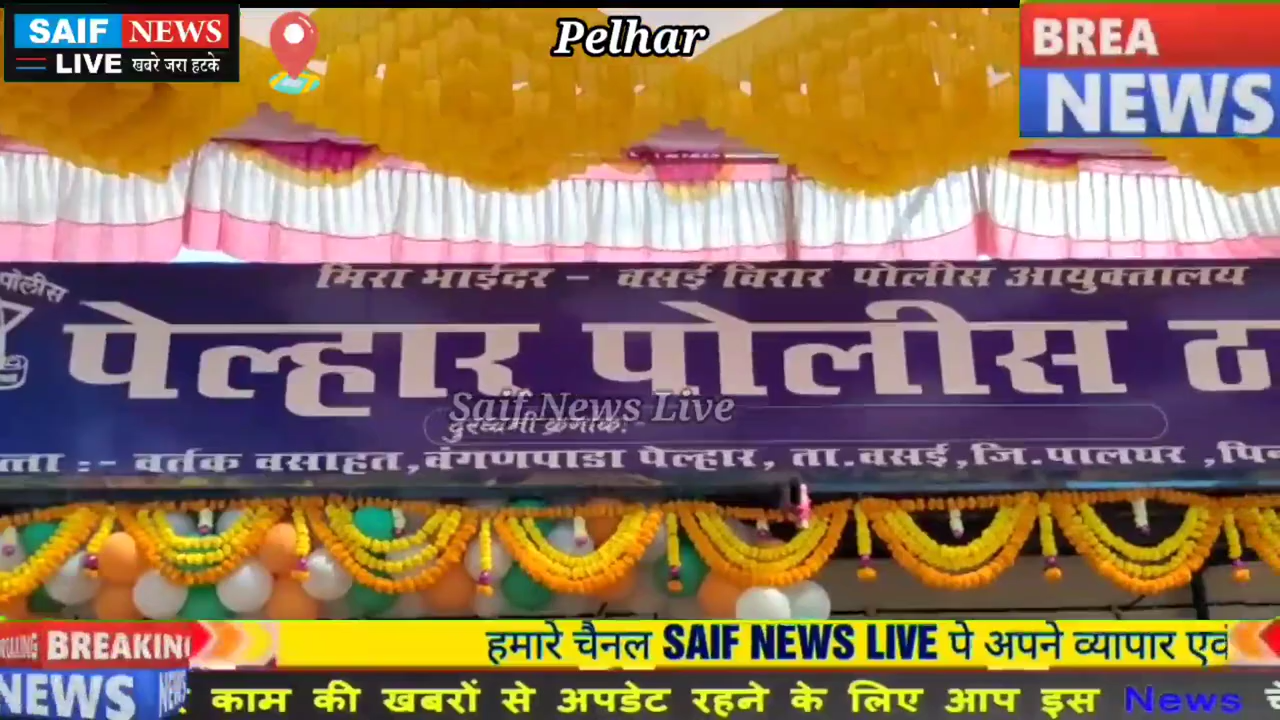 SAIF NEWS
LIVE खबरे जरा हटके
Pelhar
BREA
NEWS
पोलीस
मिरा भाईंदर - वसई विरार पोलीस आयुक्तालय
पेल्हार पोलीस ठ
Saif News Live
दुरध्वनी क्रमांक:-
त्ता :- वर्तक वसाहत,वंगणपाडा पेल्हार, ता.वसई,जि.पालघर ,पिन
BREAKIN
NEWS
हमारे चैनल SAIF NEWS LIVE पे अपने व्यापार एवं
काम की खबरों से अपडेट रहने के लिए आप इस News चै